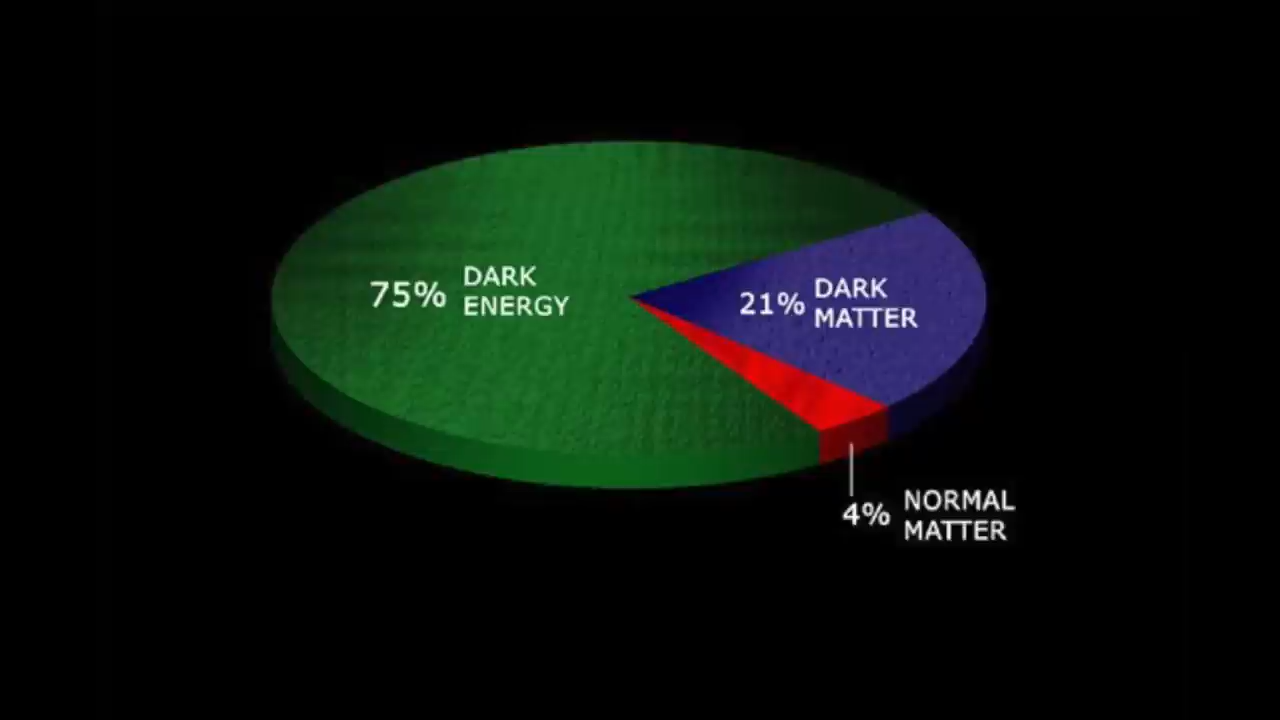 75% DARK
ENERGY
21% DARK
MATTER
4% NORMAL
MATTER